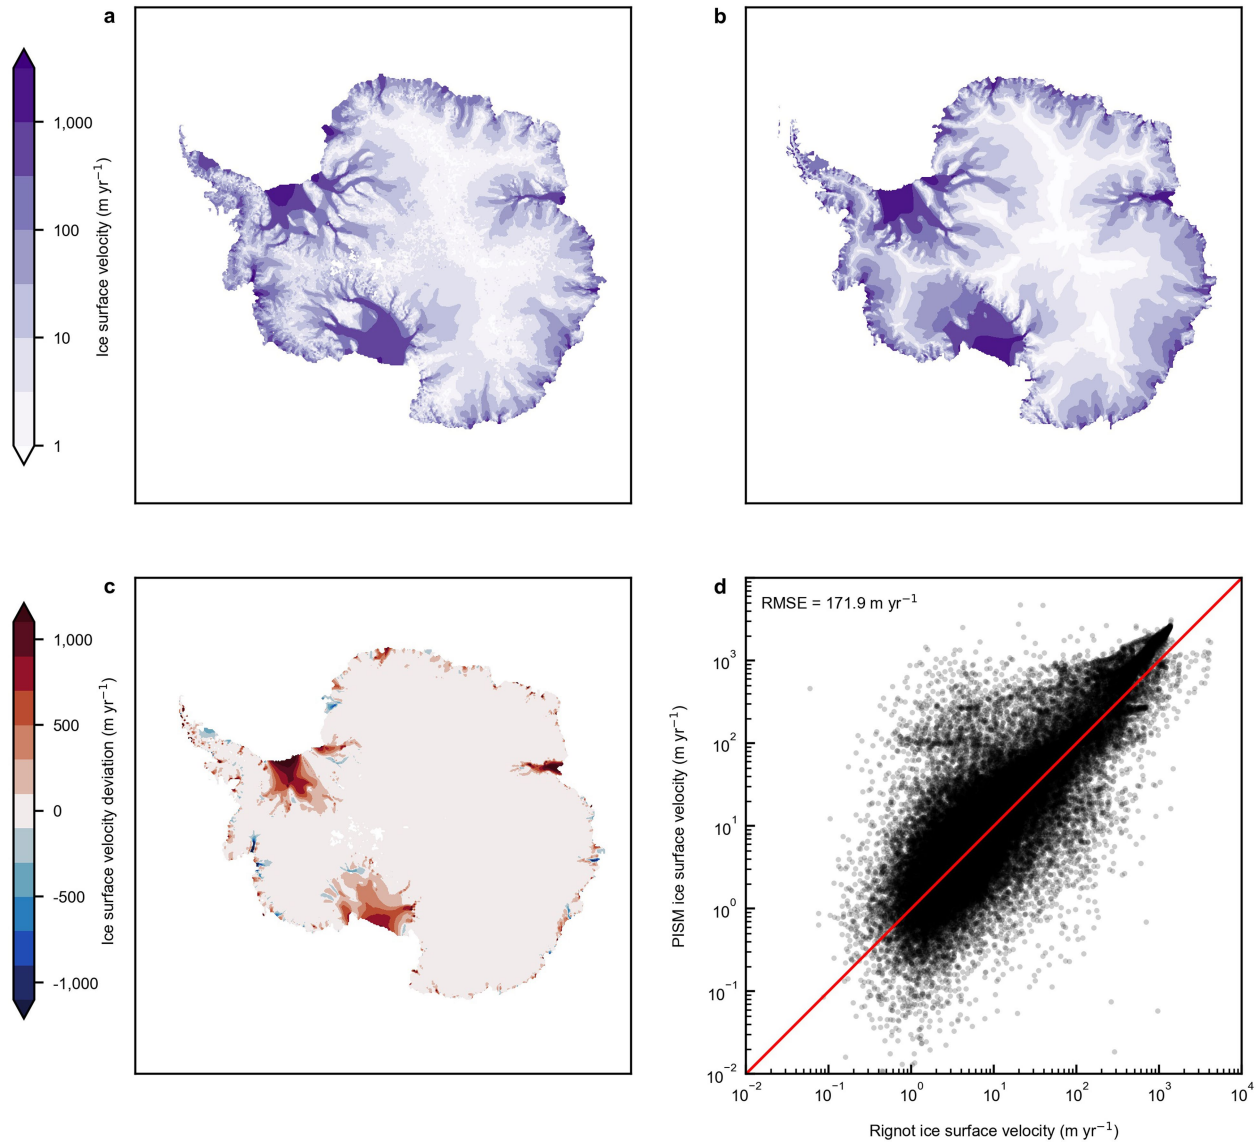 a
b
1,000
100
10
1
Ice surface velocity (m yr⁻¹)
c
d
1,000
500
0
-500
-1,000
Ice surface velocity deviation (m yr⁻¹)
RMSE = 171.9 m yr⁻¹
10³
10²
10¹
10⁰
10⁻¹
10⁻²
PISM ice surface velocity (m yr⁻¹)
10⁻² 10⁻¹ 10⁰ 10¹ 10² 10³ 10⁴
Rignot ice surface velocity (m yr⁻¹)